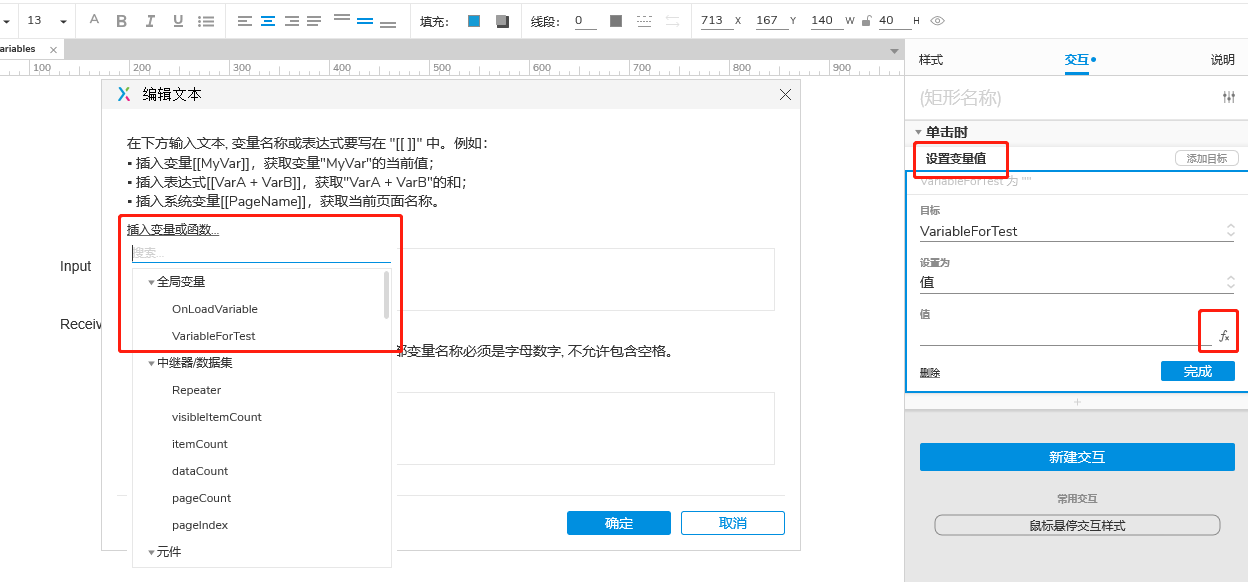 13 A B I U 填充: 线段: 0 713 X 167 Y 140 W 40 H
ariables
100 200 300 400 500 600 700 800 900
样式 交互 说明
(矩形名称)
单击时
设置变量值 添加目标
VariableForTest 为 ""
目标
VariableForTest
设置为
值
值
fx
删除 完成
新建交互
常用交互
鼠标悬停交互样式
编辑文本
在下方输入文本, 变量名称或表达式要写在 "[[ ]]" 中。例如:
▪ 插入变量[[MyVar]], 获取变量"MyVar"的当前值;
▪ 插入表达式[[VarA + VarB]], 获取"VarA + VarB"的和;
▪ 插入系统变量[[PageName]], 获取当前页面名称。
插入变量或函数...
搜索...
Input
全局变量
OnLoadVariable
Receiv
VariableForTest
部变量名称必须是字母数字, 不允许包含空格。
中继器/数据集
Repeater
visibleItemCount
itemCount
dataCount
pageCount
pageIndex
元件
确定 取消